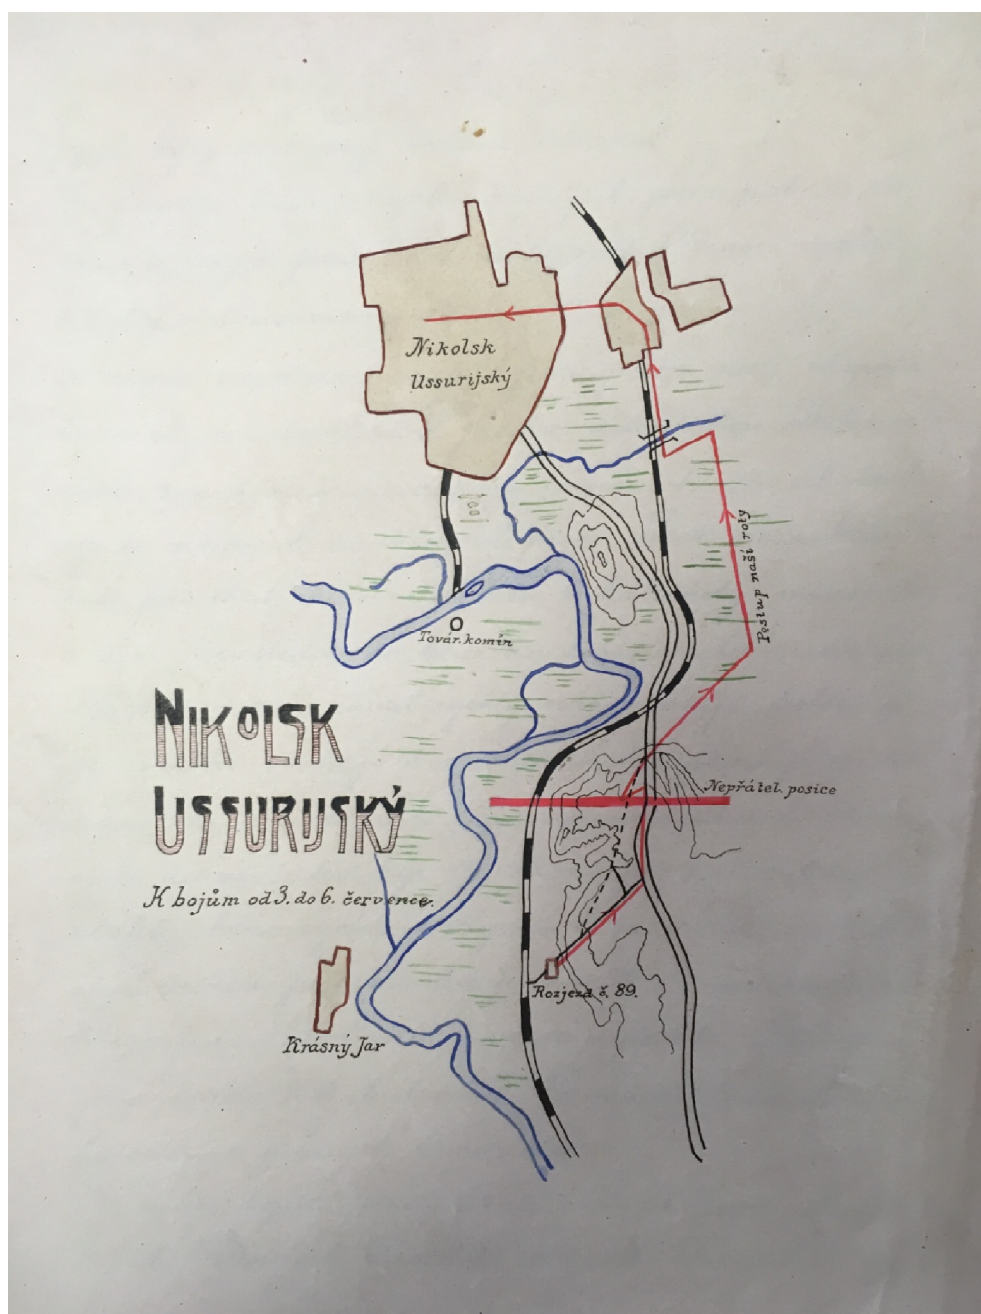 Nikolsk
Ussurijský
Postup naší roty
Továr. komín
NIKOLSK
USSURIJSKÝ
Nepřátel. posice
K bojům od 3. do 6. července.
Rozjezd č. 89.
Krásný Jar